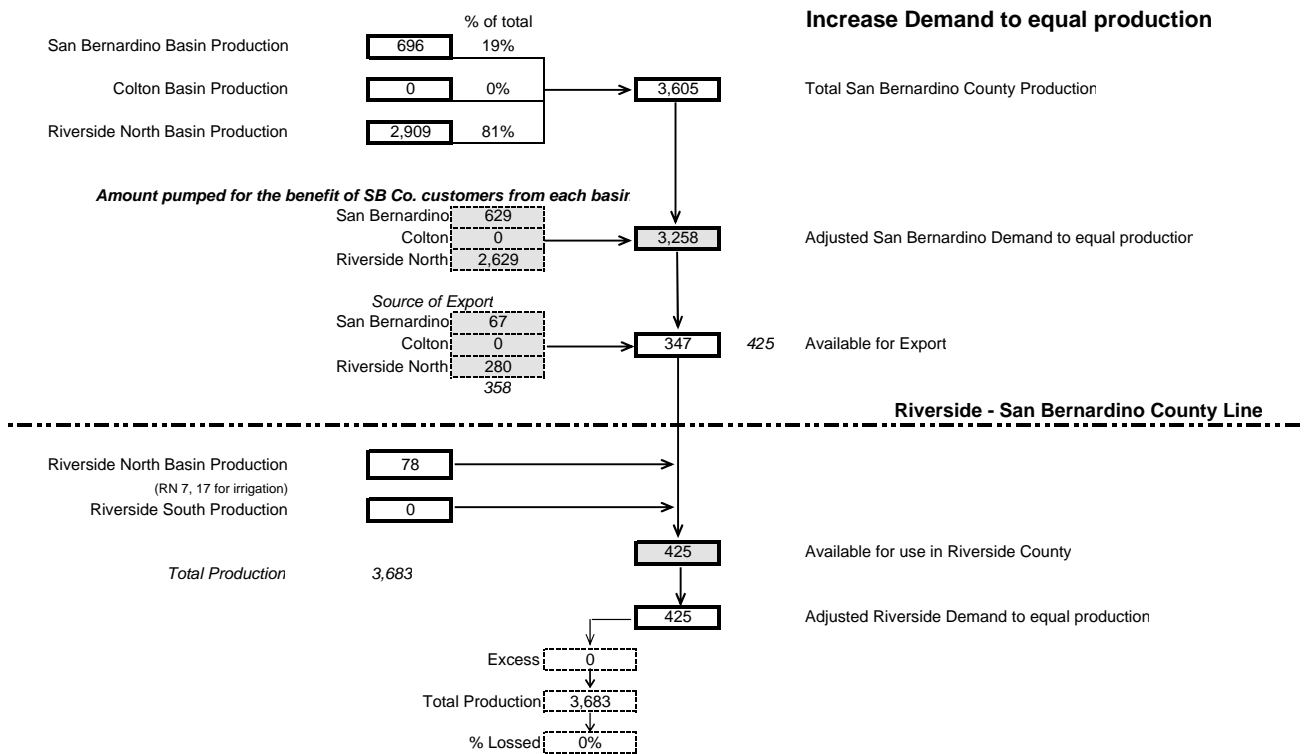 % of total
Increase Demand to equal production
San Bernardino Basin Production 696 19%
Colton Basin Production 0 0% 3,605 Total San Bernardino County Production
Riverside North Basin Production 2,909 81%
Amount pumped for the benefit of SB Co. customers from each basin
San Bernardino 629
Colton 0 3,258 Adjusted San Bernardino Demand to equal production
Riverside North 2,629
Source of Export
San Bernardino 67
Colton 0 347 425 Available for Export
Riverside North 280
358
Riverside - San Bernardino County Line
Riverside North Basin Production 78
(RN 7, 17 for irrigation)
Riverside South Production 0
425 Available for use in Riverside County
Total Production 3,683
425 Adjusted Riverside Demand to equal production
Excess 0
Total Production 3,683
% Lossed 0%